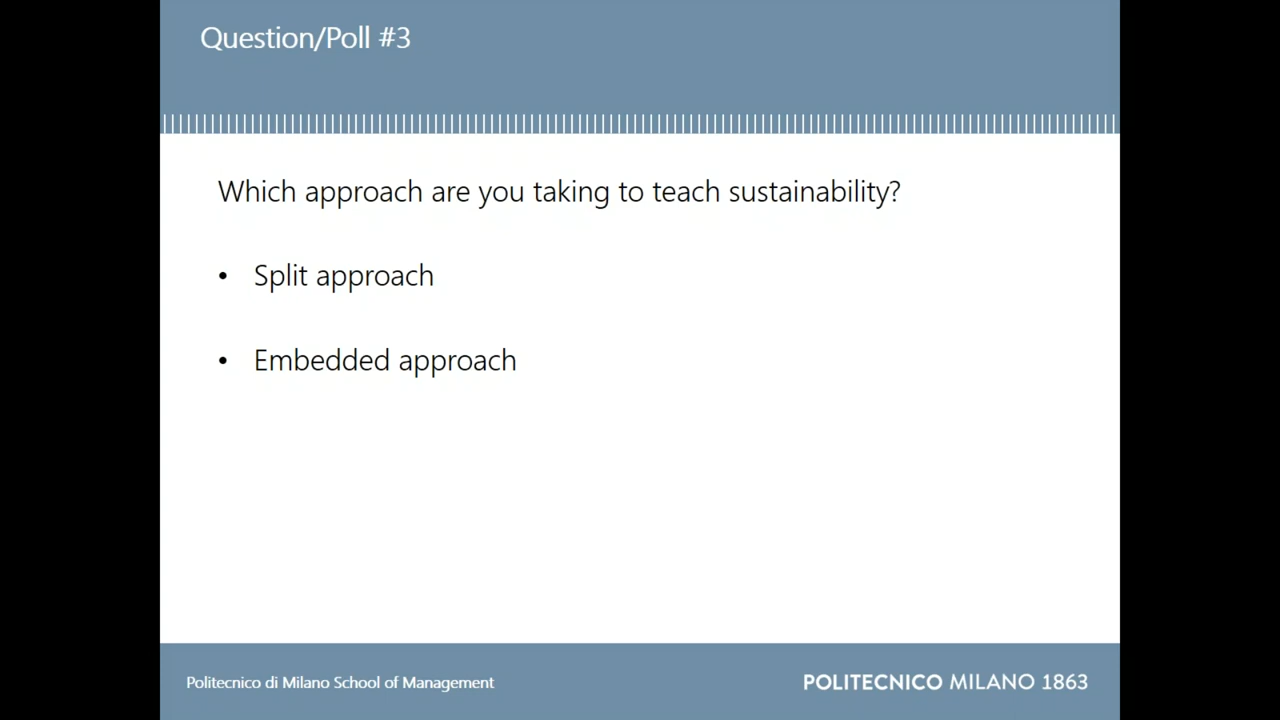 Question/Poll #3
Which approach are you taking to teach sustainability?
• Split approach
• Embedded approach
Politecnico di Milano School of Management
POLITECNICO MILANO 1863